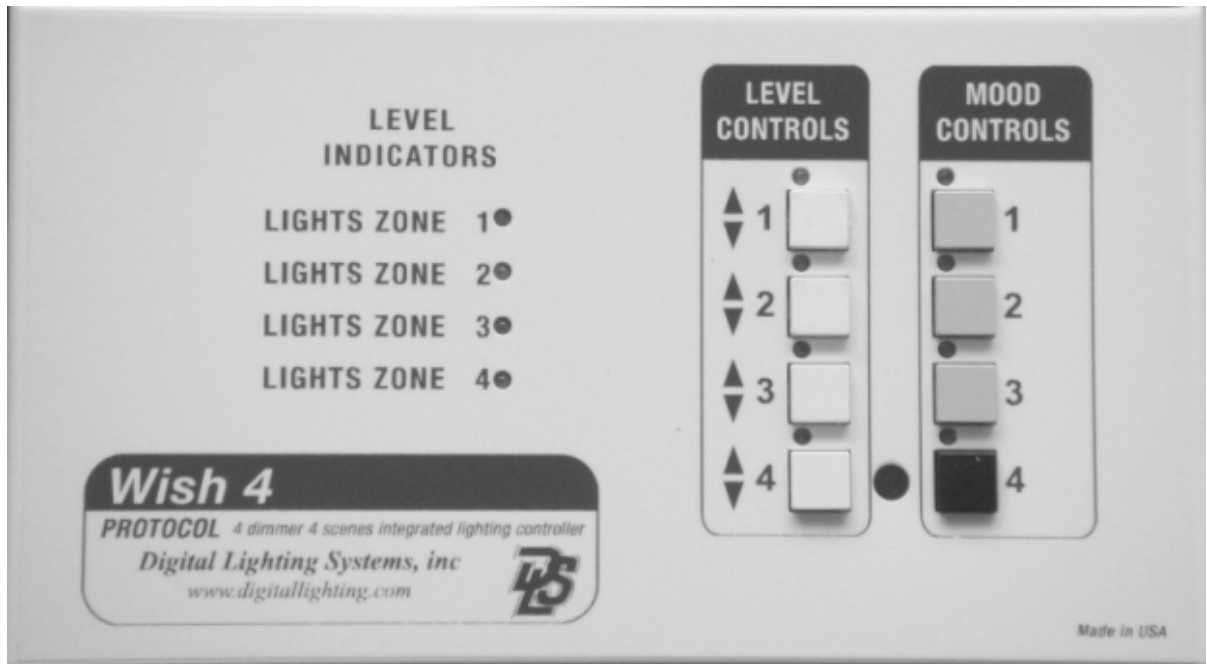 LEVEL
INDICATORS
LIGHTS ZONE 1
LIGHTS ZONE 2
LIGHTS ZONE 3
LIGHTS ZONE 4
LEVEL
CONTROLS
1
2
3
4
MOOD
CONTROLS
1
2
3
4
Wish 4
PROTOCOL 4 dimmer 4 scenes integrated lighting controller
Digital Lighting Systems, inc
www.digitallighting.com
DLS
Made in USA